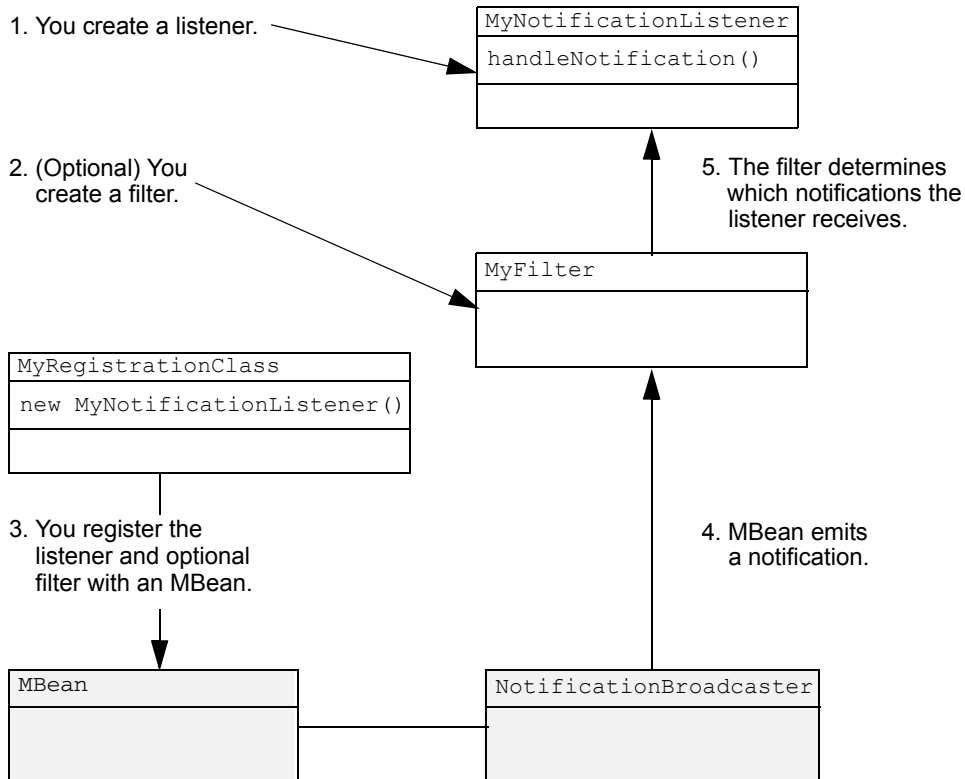 1. You create a listener.
MyNotificationListener
handleNotification()
2. (Optional) You
create a filter.
5. The filter determines
which notifications the
listener receives.
MyFilter
MyRegistrationClass
new MyNotificationListener()
3. You register the
listener and optional
filter with an MBean.
4. MBean emits
a notification.
MBean
NotificationBroadcaster